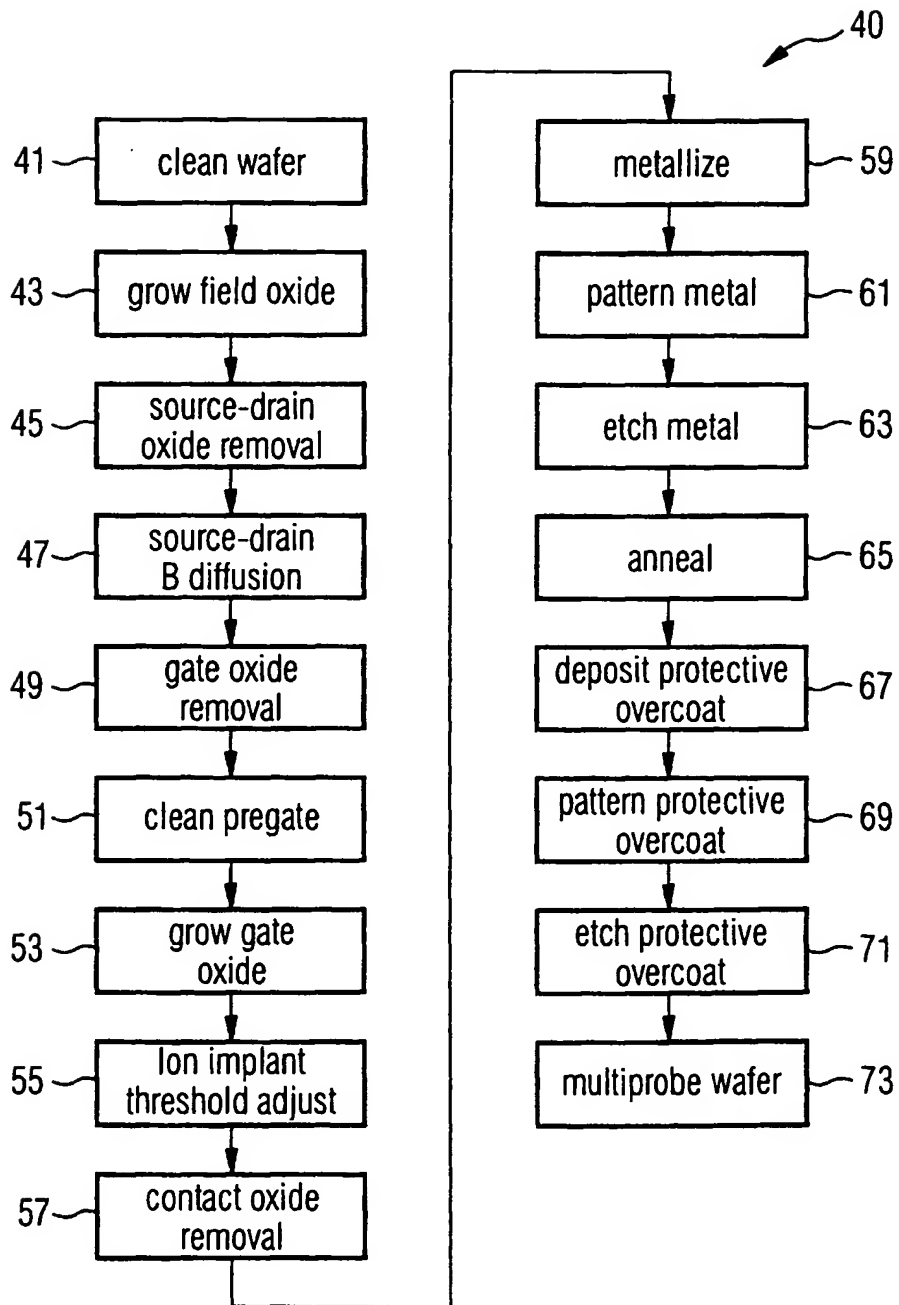 40
41
clean wafer
43
grow field oxide
45
source-drain
oxide removal
47
source-drain
B diffusion
49
gate oxide
removal
51
clean pregate
53
grow gate
oxide
55
Ion implant
threshold adjust
57
contact oxide
removal
metallize
59
pattern metal
61
etch metal
63
anneal
65
deposit protective
overcoat
67
pattern protective
overcoat
69
etch protective
overcoat
71
multiprobe wafer
73